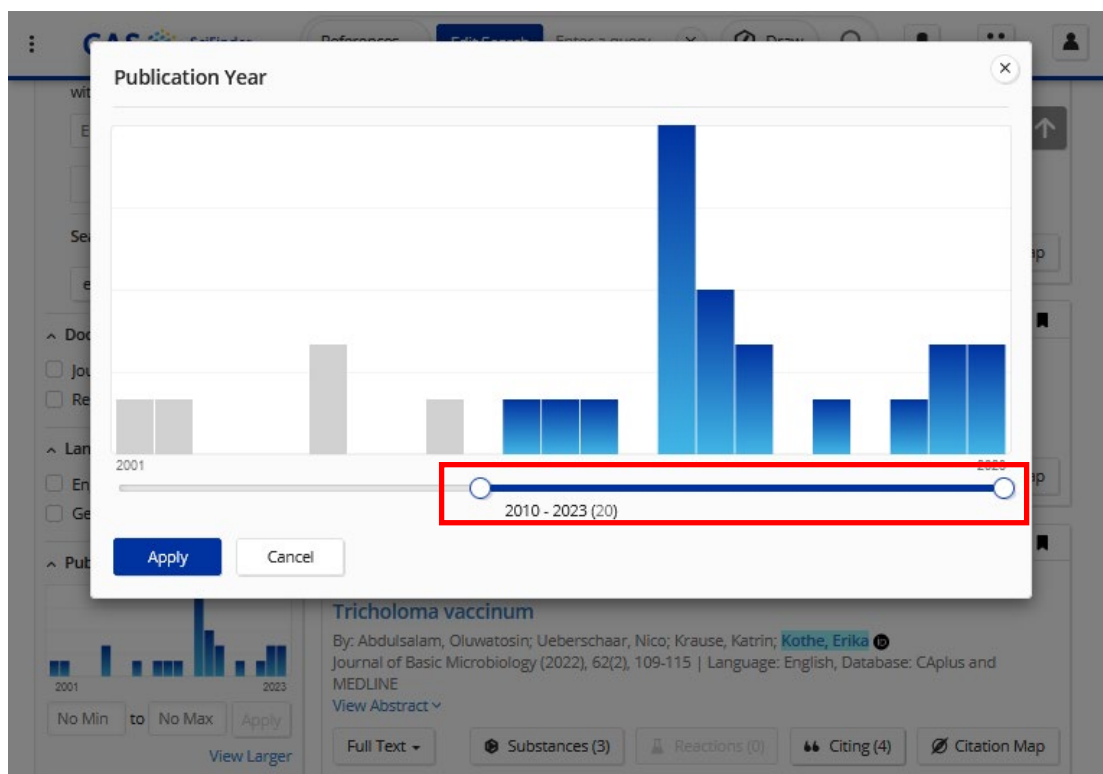 References
Edit Search
Enter a query
Draw
Publication Year
2001
2010 - 2023 (20)
Apply
Cancel
2001
2023
No Min to No Max Apply
View Larger
Tricholoma vaccinum
By: Abdulsalam, Oluwatosin; Ueberschaar, Nico; Krause, Katrin; Kothe, Erika
Journal of Basic Microbiology (2022), 62(2), 109-115 | Language: English, Database: CAplus and
MEDLINE
View Abstract
Full Text
Substances (3)
Reactions (0)
Citing (4)
Citation Map